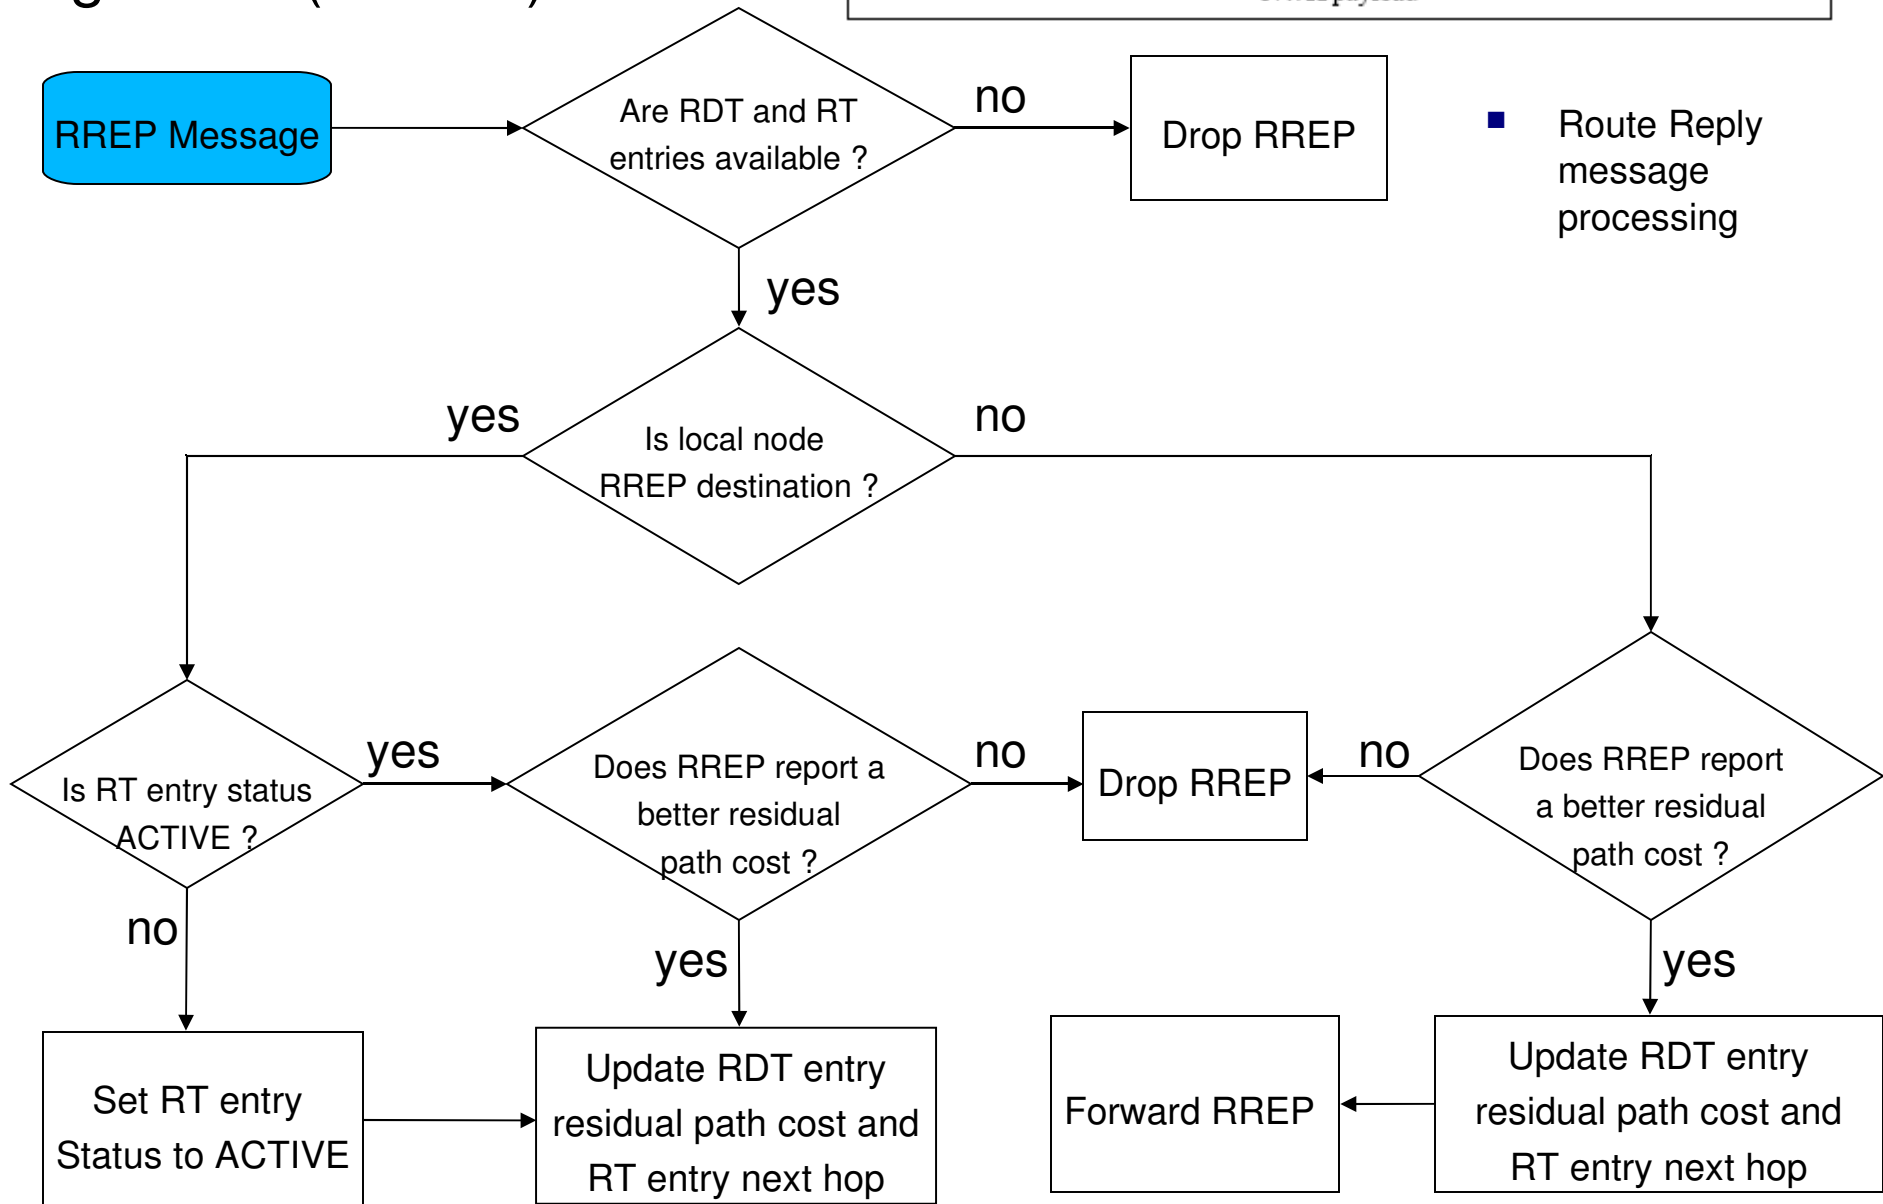 RREP Message
Are RDT and RT
entries available ?
no
Drop RREP
■ Route Reply
message
processing
yes
Is local node
RREP destination ?
yes
no
Is RT entry status
ACTIVE ?
yes
Does RREP report a
better residual
path cost ?
no
Drop RREP
no
Does RREP report
a better residual
path cost ?
no
yes
yes
Set RT entry
Status to ACTIVE
Update RDT entry
residual path cost and
RT entry next hop
Forward RREP
Update RDT entry
residual path cost and
RT entry next hop